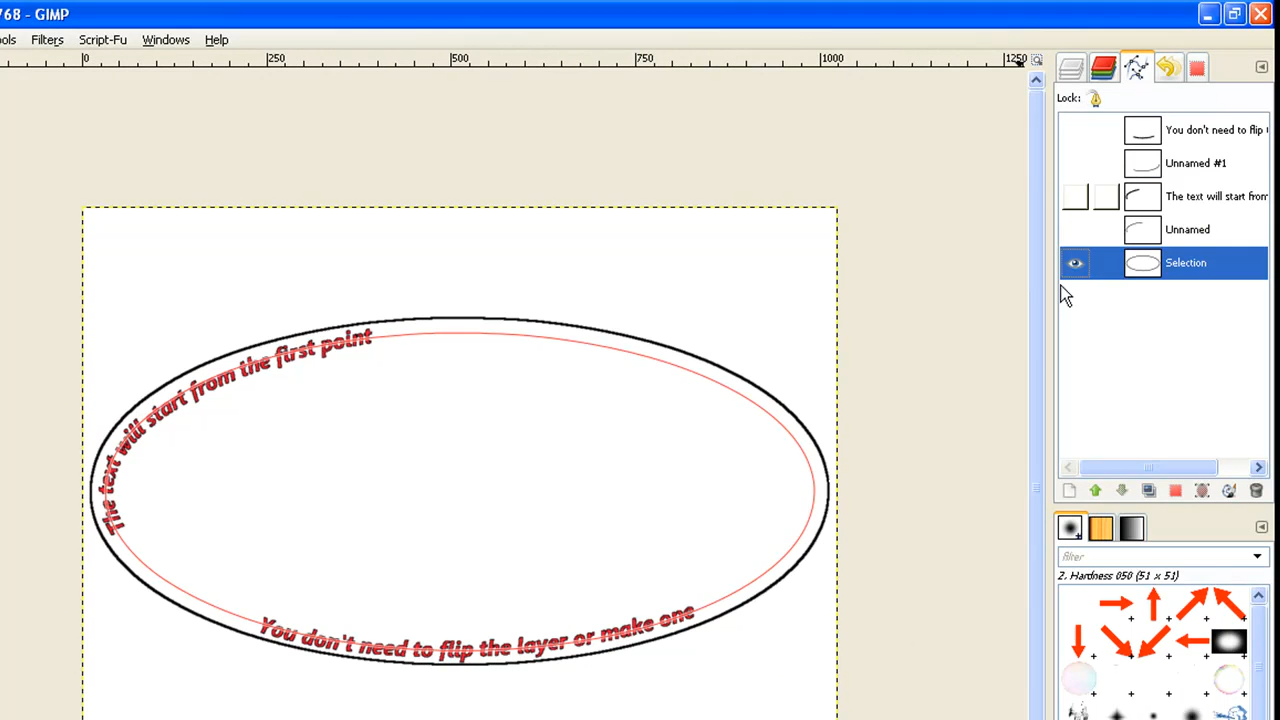 768 - GIMP
ols Filters Script-Fu Windows Help
0 250 500 750 1000 1250
Lock:
You don't need to flip
Unnamed #1
The text will start from
Unnamed
Selection
The text will start from the first point
You don't need to flip the layer or make one
filter
2. Hardness 050 (51 x 51)